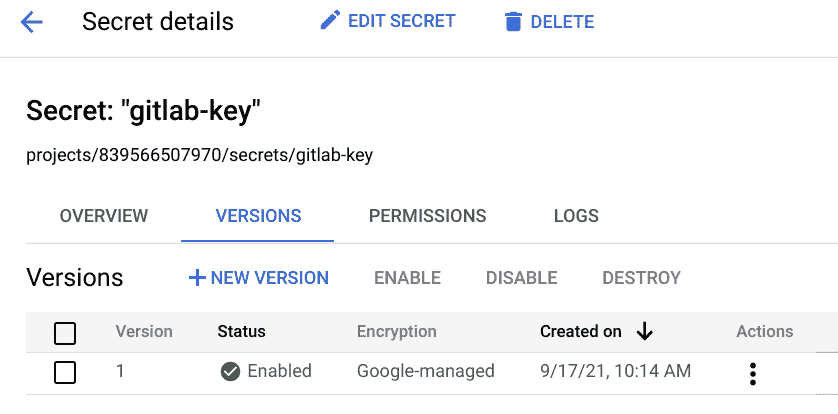 Secret details EDIT SECRET DELETE
Secret: "gitlab-key"
projects/839566507970/secrets/gitlab-key
OVERVIEW VERSIONS PERMISSIONS LOGS
Versions + NEW VERSION ENABLE DISABLE DESTROY
Version Status Encryption Created on Actions
1 Enabled Google-managed 9/17/21, 10:14 AM